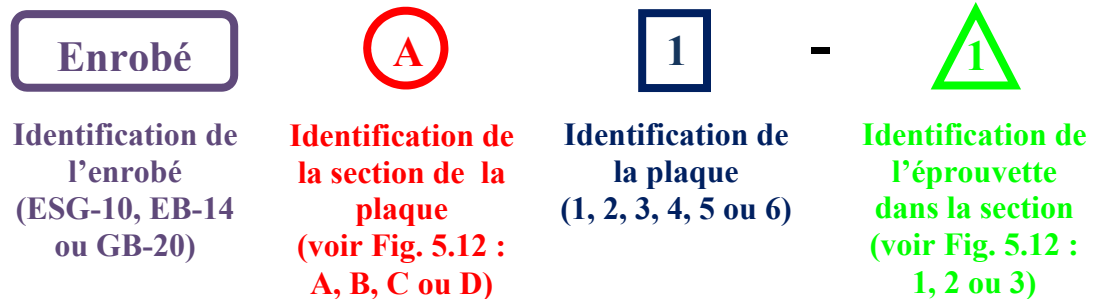 Enrobé A 1 - 1
Identification de
l'enrobé
(ESG-10, EB-14
ou GB-20)
Identification de
la section de la
plaque
(voir Fig. 5.12 :
A, B, C ou D)
Identification de
la plaque
(1, 2, 3, 4, 5 ou 6)
Identification de
l'éprouvette
dans la section
(voir Fig. 5.12 :
1, 2 ou 3)